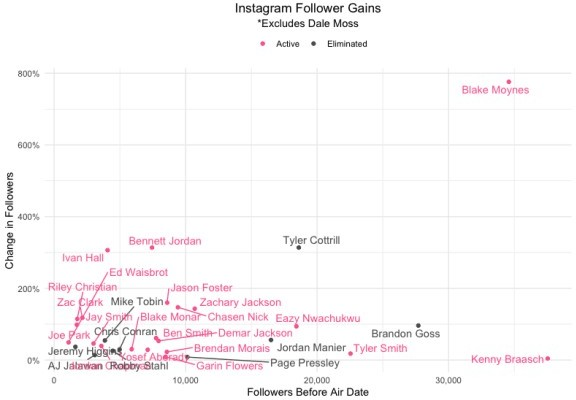 Instagram Follower Gains
*Excludes Dale Moss
Active Eliminated
800%
Blake Moynes
600%
Change in Followers
400%
Bennett Jordan
Tyler Cottrill
Ivan Hall
Ed Waisbrot
Riley Christian
Jason Foster
200%
Zac Clark
Mike Tobin
Zachary Jackson
Jay Smith
Blake Monar
Chasen Nick
Eazy Nwachukwu
Joe Park
Chris Conran
Ben Smith
Demar Jackson
Brandon Goss
Jeremy Higgins
Yosef Aborady
Brendan Morais
Jordan Manier
Tyler Smith
0%
AJ Jalawan
Robby Stahl
Garin Flowers
Page Pressley
Kenny Braasch
0
10,000
20,000
30,000
Followers Before Air Date